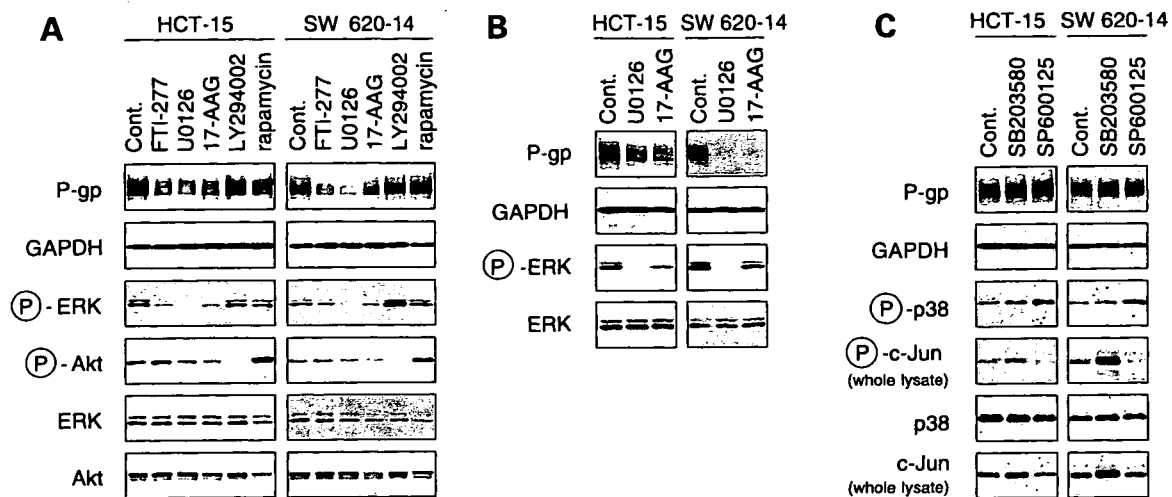 A
HCT-15
SW 620-14
Cont.
FTI-277
U0126
17-AAG
LY294002
rapamycin
Cont.
FTI-277
U0126
17-AAG
LY294002
rapamycin
P-gp
GAPDH
P -ERK
P -Akt
ERK
Akt
B
HCT-15
SW 620-14
Cont.
U0126
17-AAG
Cont.
U0126
17-AAG
P-gp
GAPDH
P -ERK
ERK
C
HCT-15
SW 620-14
Cont.
SB203580
SP600125
Cont.
SB203580
SP600125
P-gp
GAPDH
P -p38
P -c-Jun
(whole lysate)
p38
c-Jun
(whole lysate)